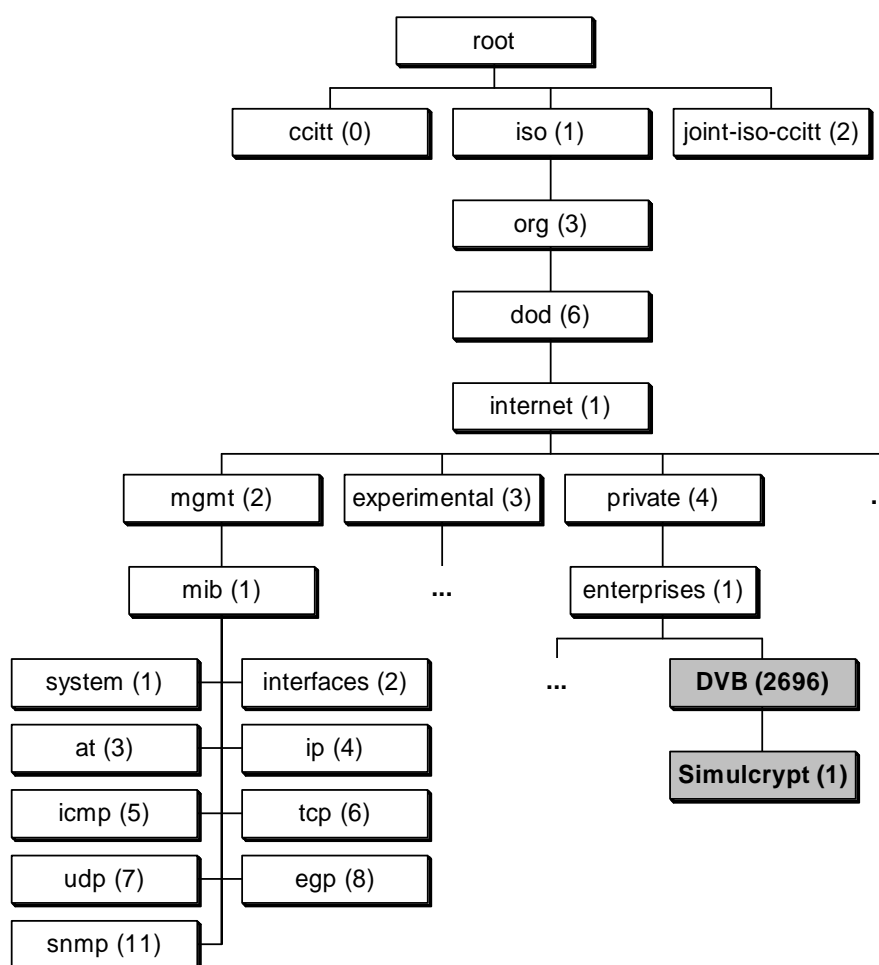 root
ccitt (0)
iso (1)
joint-iso-ccitt (2)
org (3)
dod (6)
internet (1)
mgmt (2)
experimental (3)
private (4)
.
mib (1)
...
enterprises (1)
system (1)
interfaces (2)
...
DVB (2696)
at (3)
ip (4)
Simulcrypt (1)
icmp (5)
tcp (6)
udp (7)
egp (8)
snmp (11)